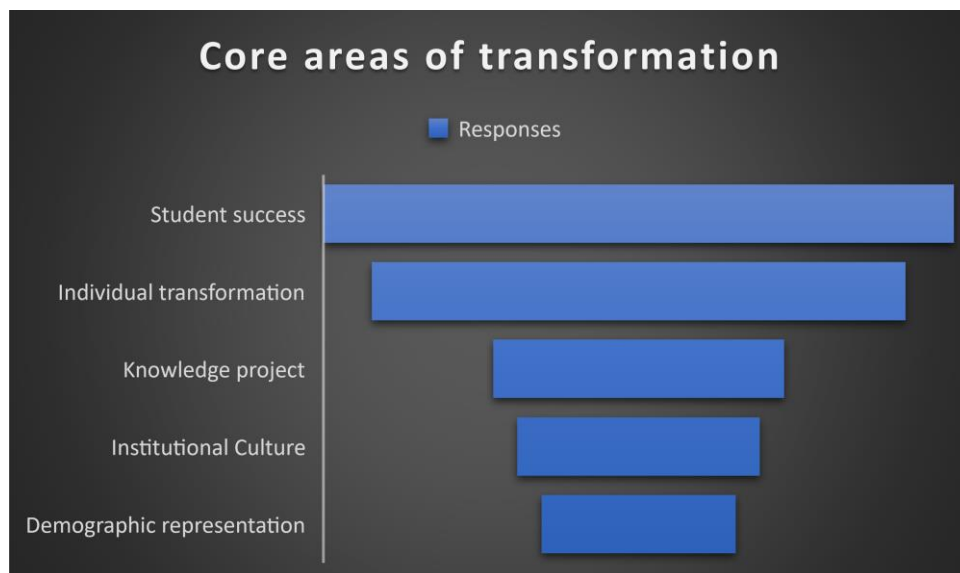 Core areas of transformation
Responses
Student success
Individual transformation
Knowledge project
Institutional Culture
Demographic representation